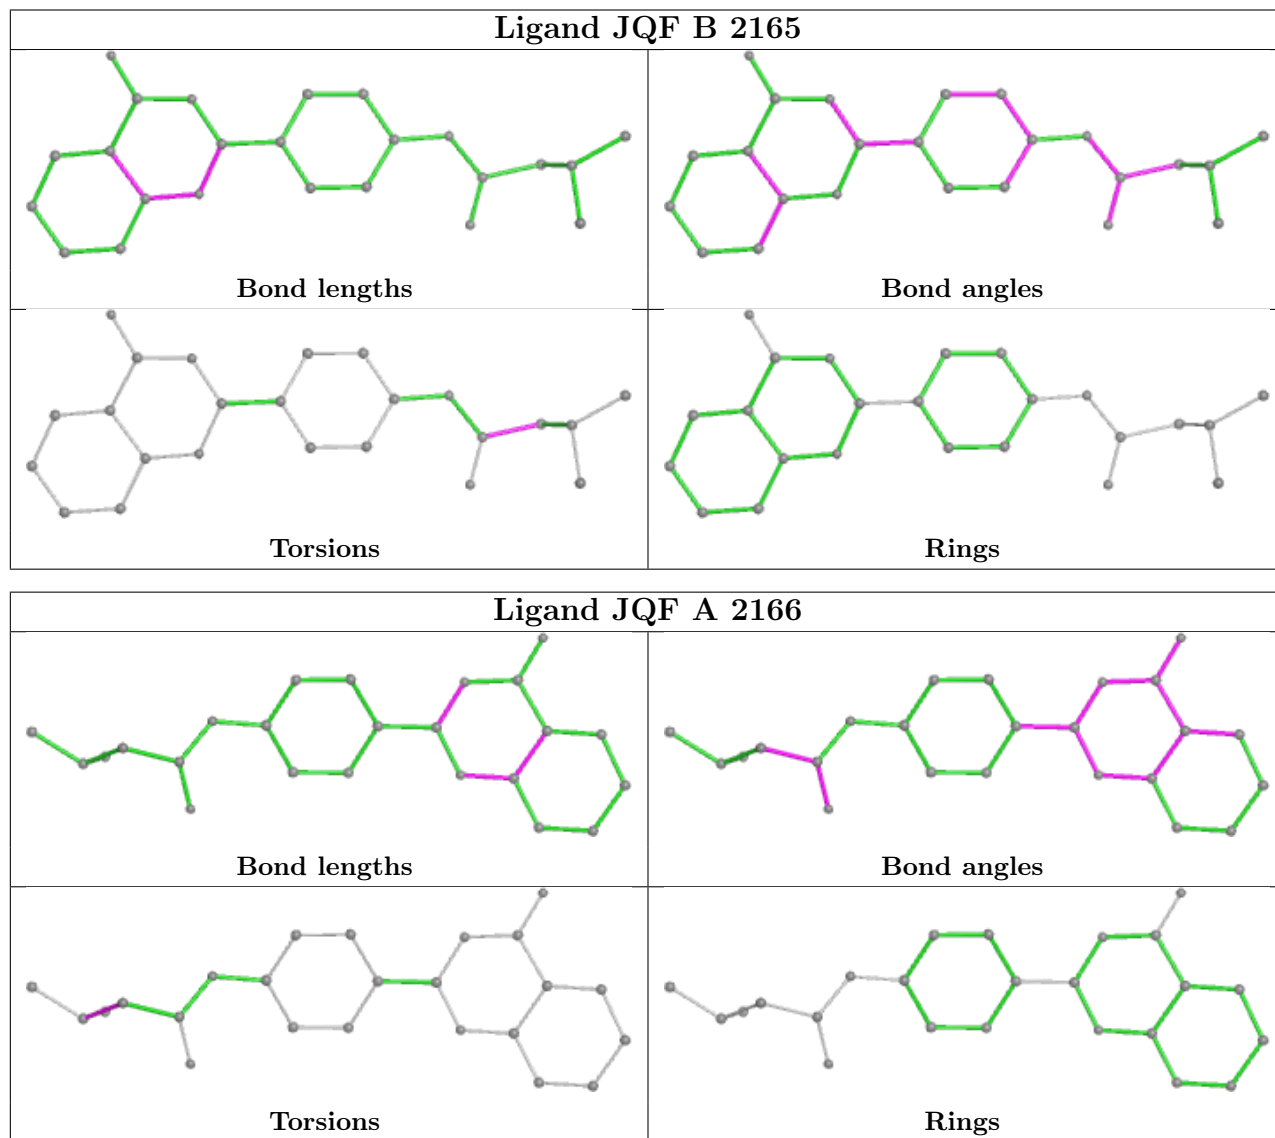 Ligand JQF B 2165
Bond lengths
Bond angles
Torsions
Rings
Ligand JQF A 2166
Bond lengths
Bond angles
Torsions
Rings